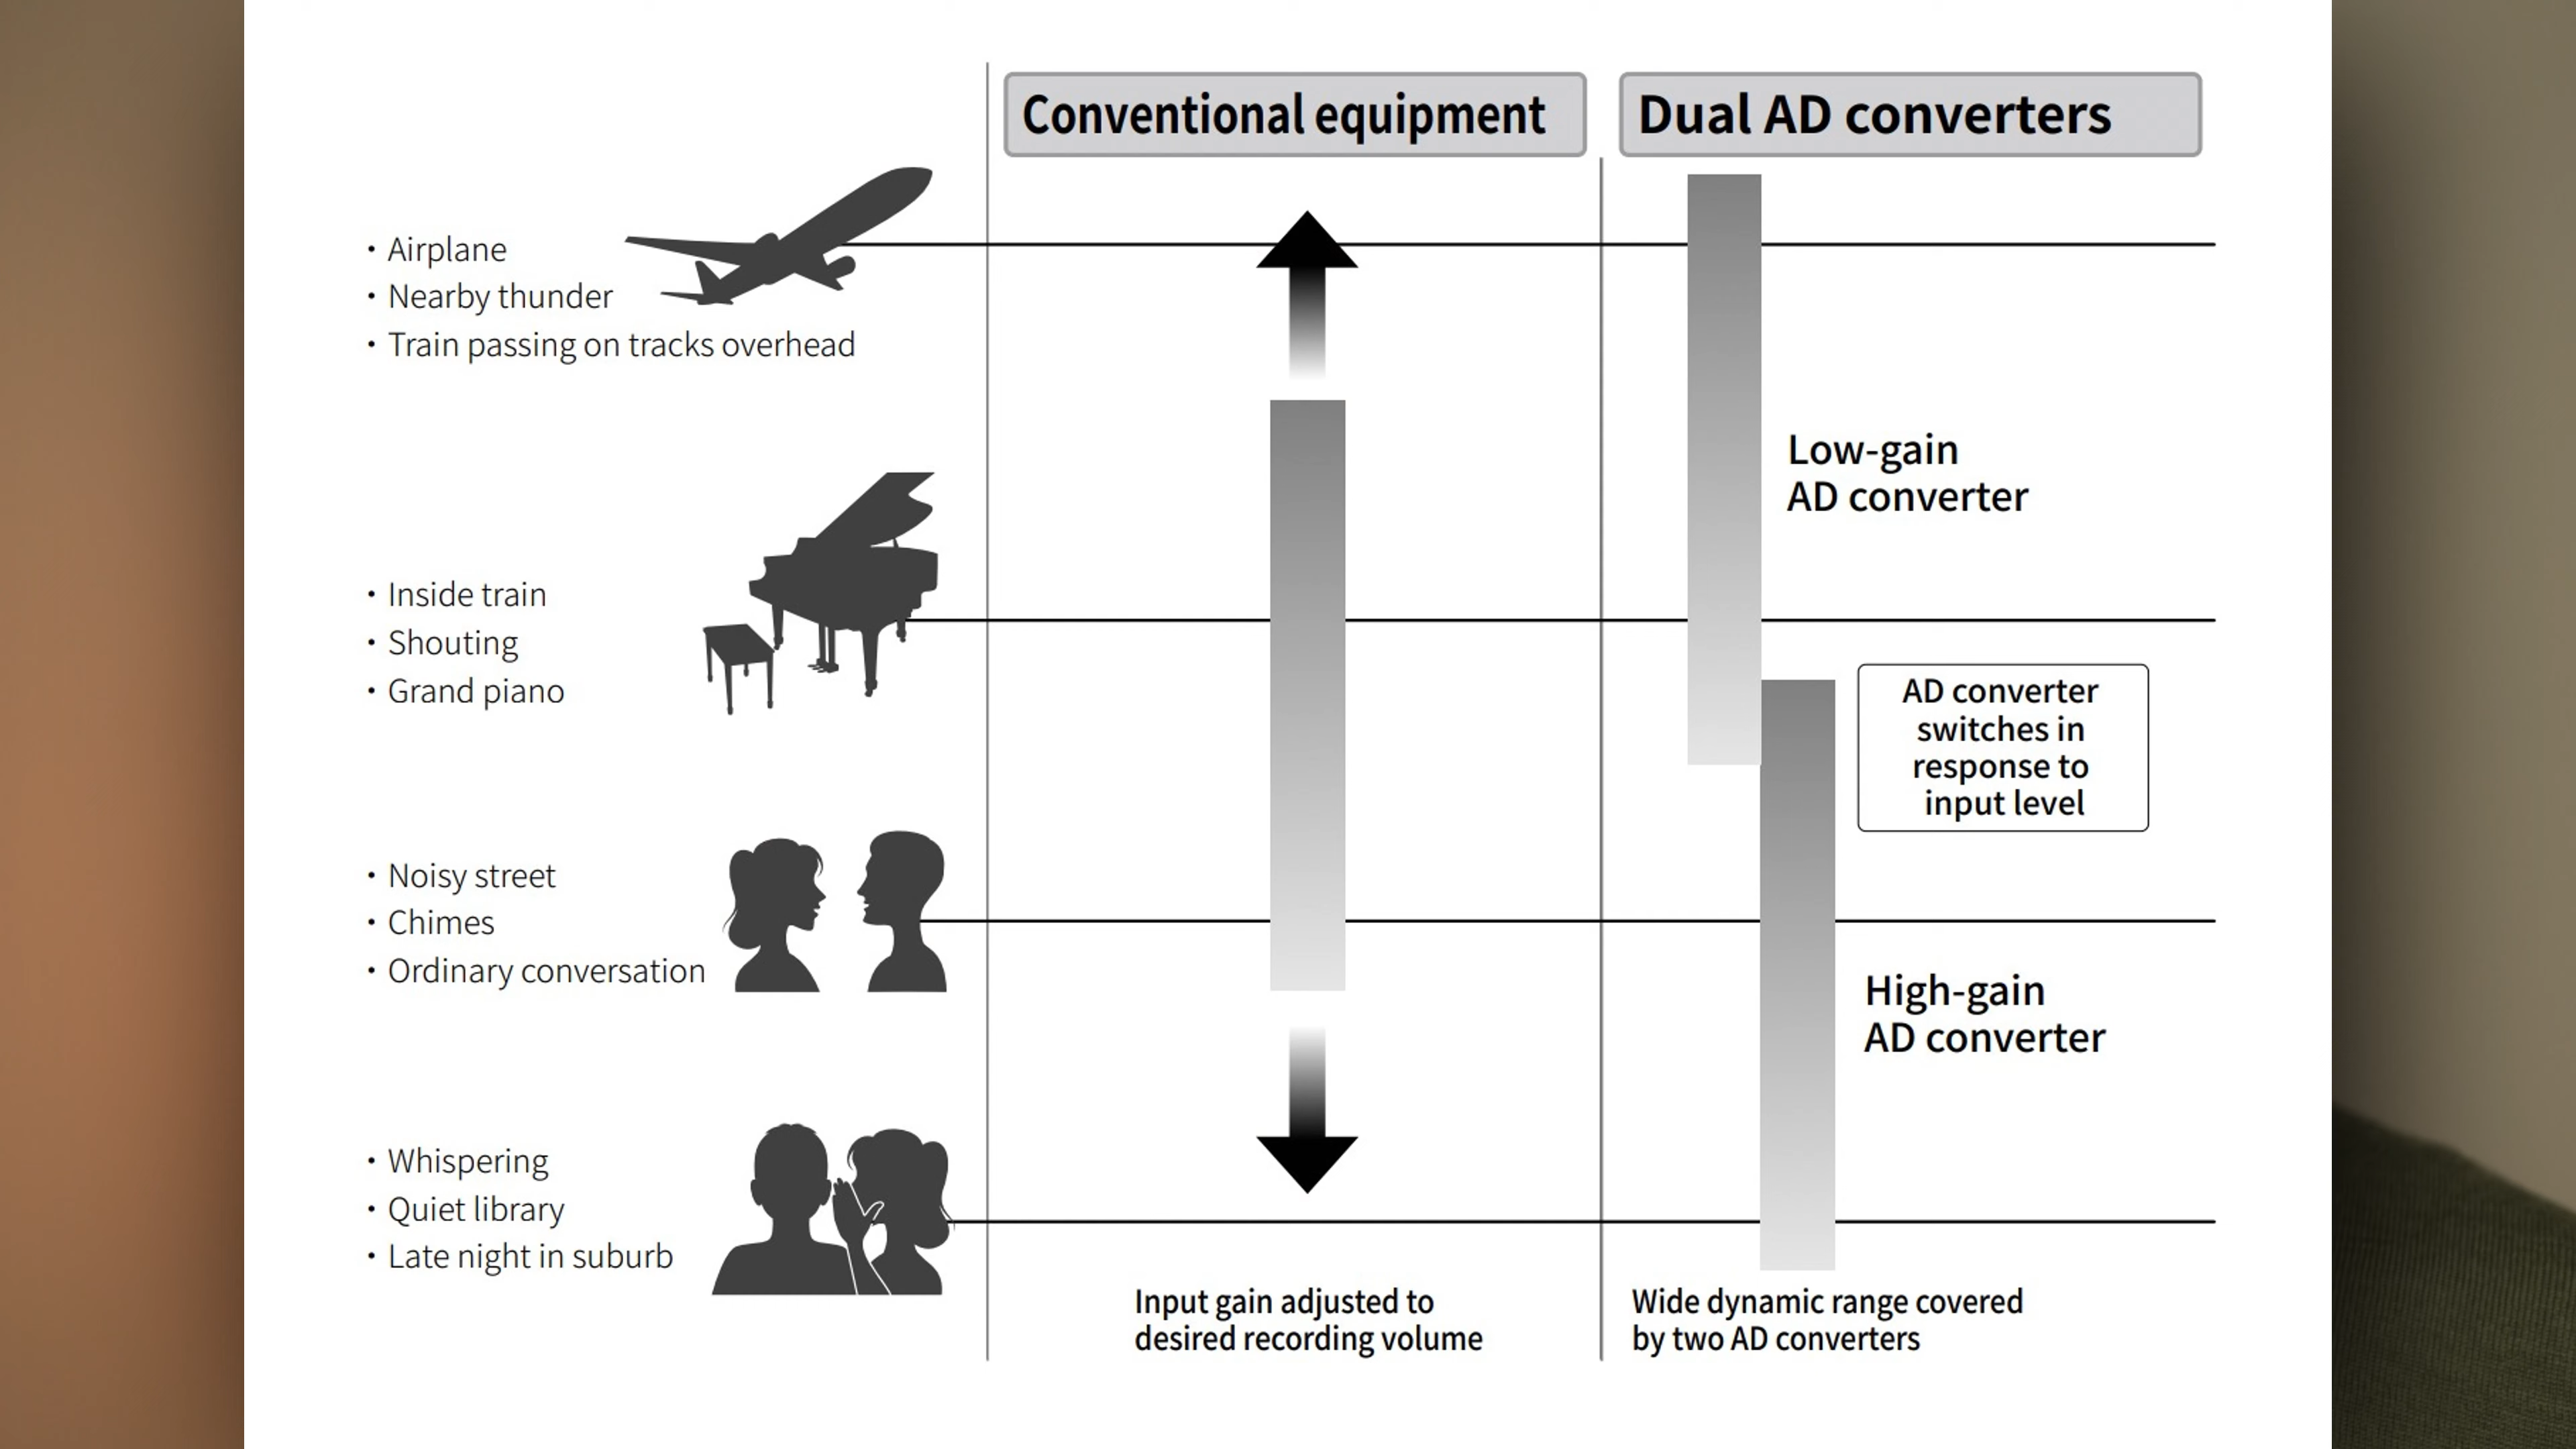 Conventional equipment
Dual AD converters
・Airplane
・Nearby thunder
・Train passing on tracks overhead
Low-gain
AD converter
・Inside train
・Shouting
・Grand piano
AD converter
switches in
response to
input level
・Noisy street
・Chimes
・Ordinary conversation
High-gain
AD converter
・Whispering
・Quiet library
・Late night in suburb
Input gain adjusted to
desired recording volume
Wide dynamic range covered
by two AD converters